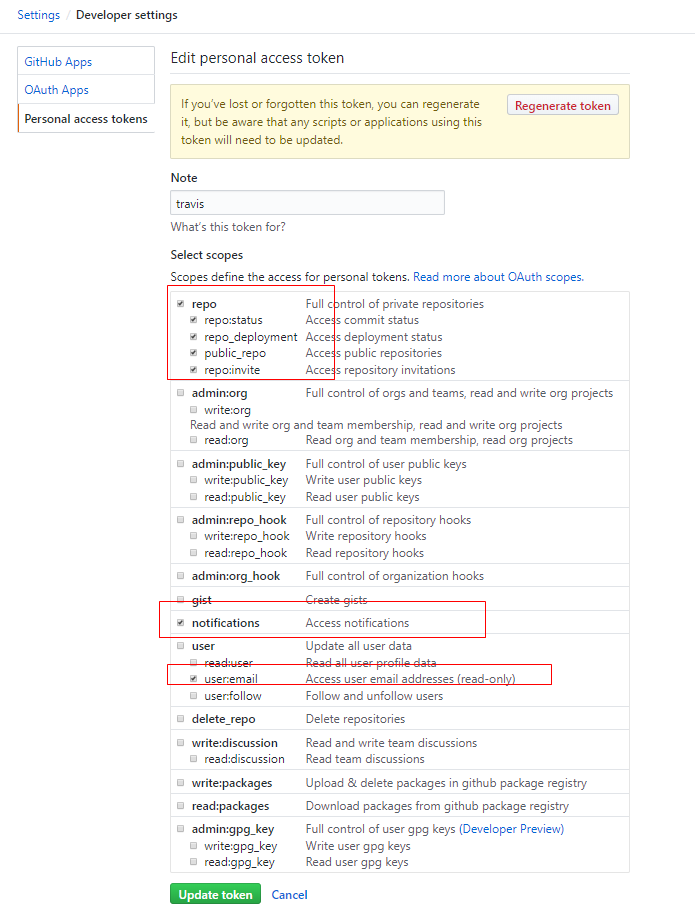 Settings / Developer settings
GitHub Apps
OAuth Apps
Personal access tokens
Edit personal access token
If you've lost or forgotten this token, you can regenerate
it, but be aware that any scripts or applications using this
token will need to be updated.
Regenerate token
Note
travis
What's this token for?
Select scopes
Scopes define the access for personal tokens. Read more about OAuth scopes.
repo Full control of private repositories
repo:status Access commit status
repo_deployment Access deployment status
public_repo Access public repositories
repo:invite Access repository invitations
admin:org Full control of orgs and teams, read and write org projects
write:org
Read and write org and team membership, read and write org projects
read:org Read org and team membership, read org projects
admin:public_key Full control of user public keys
write:public_key Write user public keys
read:public_key Read user public keys
admin:repo_hook Full control of repository hooks
write:repo_hook Write repository hooks
read:repo_hook Read repository hooks
admin:org_hook Full control of organization hooks
gist Create gists
notifications Access notifications
user Update all user data
read:user Read all user profile data
user:email Access user email addresses (read-only)
user:follow Follow and unfollow users
delete_repo Delete repositories
write:discussion Read and write team discussions
read:discussion Read team discussions
write:packages Upload & delete packages in github package registry
read:packages Download packages from github package registry
admin:gpg_key Full control of user gpg keys (Developer Preview)
write:gpg_key Write user gpg keys
read:gpg_key Read user gpg keys
Update token Cancel